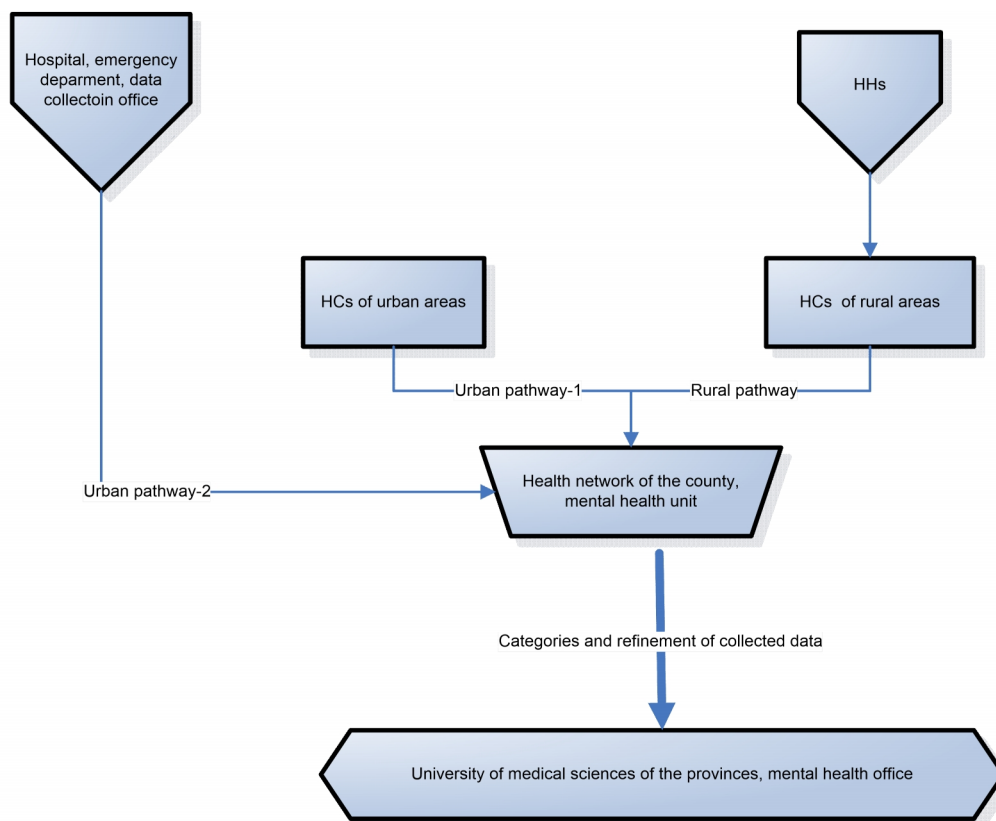 Hospital, emergency
deparment, data
collectoin office
HHs
HCs of urban areas
HCs of rural areas
Urban pathway-1
Rural pathway
Health network of the county,
mental health unit
Urban pathway-2
Categories and refinement of collected data
University of medical sciences of the provinces, mental health office